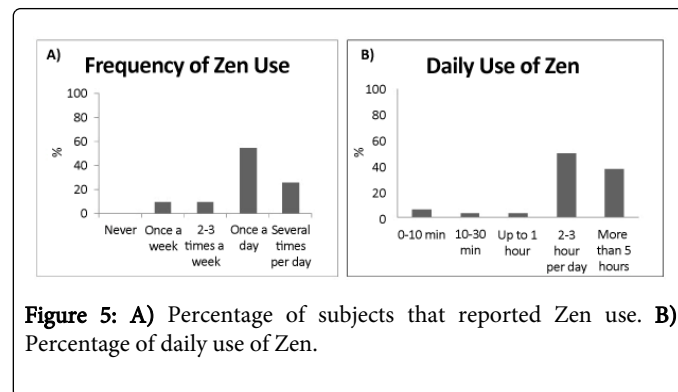 A)
Frequency of Zen Use
100
80
60
40
20
0
%
Never
Once a
week
2-3
times a
week
Once a
day
Several
times
per day
B)
Daily Use of Zen
100
80
60
40
20
0
%
0-10 min
10-30
min
Up to 1
hour
2-3
hour
per day
More
than 5
hours
Figure 5: A) Percentage of subjects that reported Zen use. B)
Percentage of daily use of Zen.